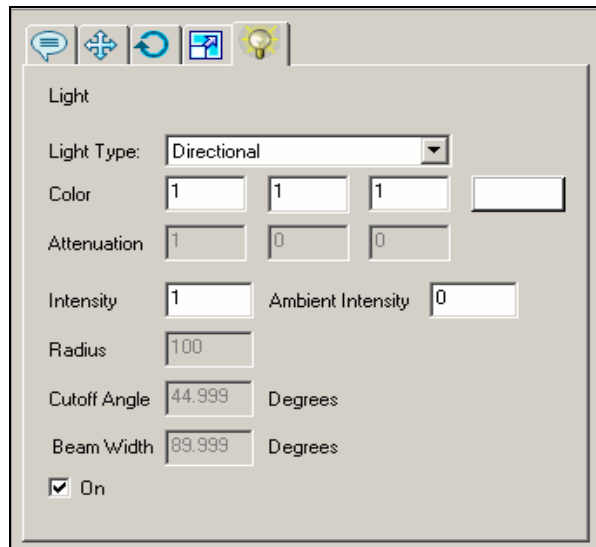 Light
Light Type: Directional
Color 1 1 1
Attenuation 1 0 0
Intensity 1 Ambient Intensity 0
Radius 100
Cutoff Angle 44.999 Degrees
Beam Width 89.999 Degrees
On